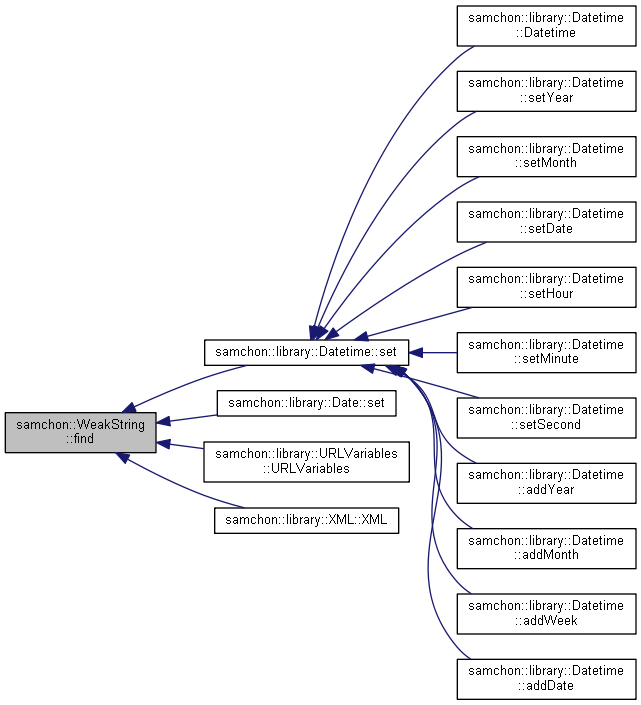 samchon::WeakString
::find
samchon::library::Datetime::set
samchon::library::Date::set
samchon::library::URLVariables
::URLVariables
samchon::library::XML::XML
samchon::library::Datetime
::Datetime
samchon::library::Datetime
::setYear
samchon::library::Datetime
::setMonth
samchon::library::Datetime
::setDate
samchon::library::Datetime
::setHour
samchon::library::Datetime
::setMinute
samchon::library::Datetime
::setSecond
samchon::library::Datetime
::addYear
samchon::library::Datetime
::addMonth
samchon::library::Datetime
::addWeek
samchon::library::Datetime
::addDate